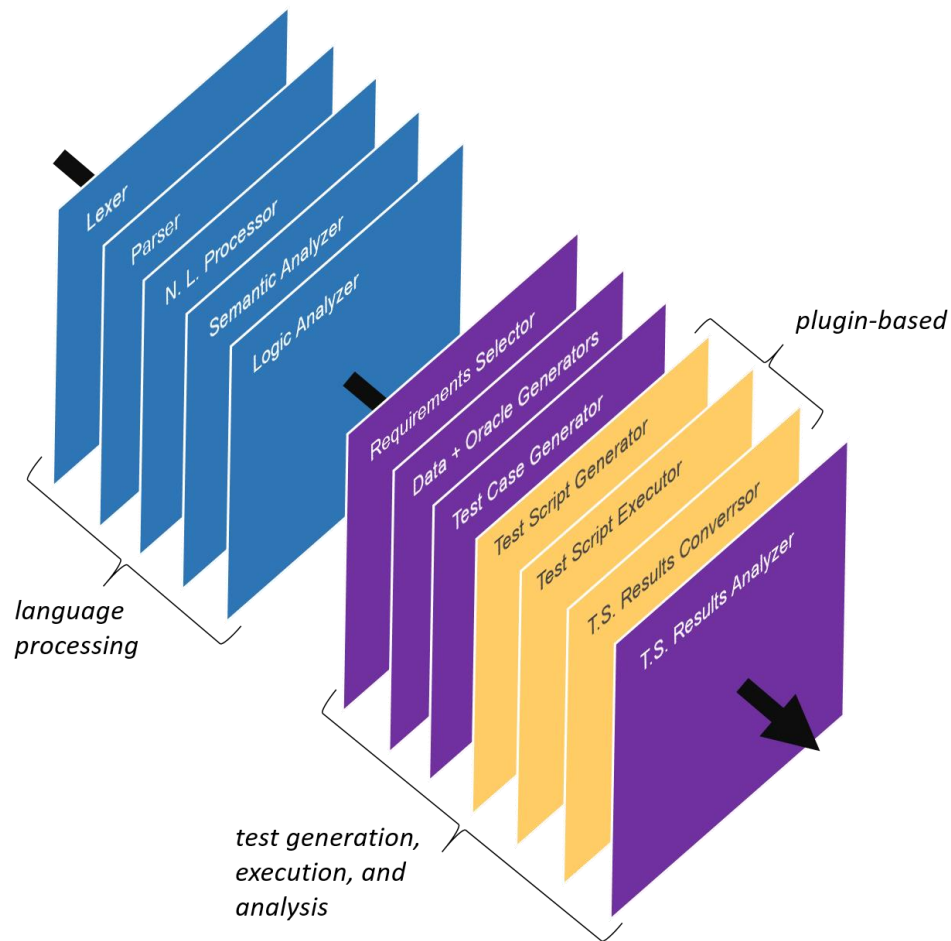 Lexer
Parser
N. L. Processor
Semantic Analyzer
Logic Analyzer
language
processing
Requirements Selector
Data + Oracle Generators
Test Case Generator
Test Script Generator
Test Script Executor
T.S. Results Converrsor
T.S. Results Analyzer
plugin-based
test generation,
execution, and
analysis